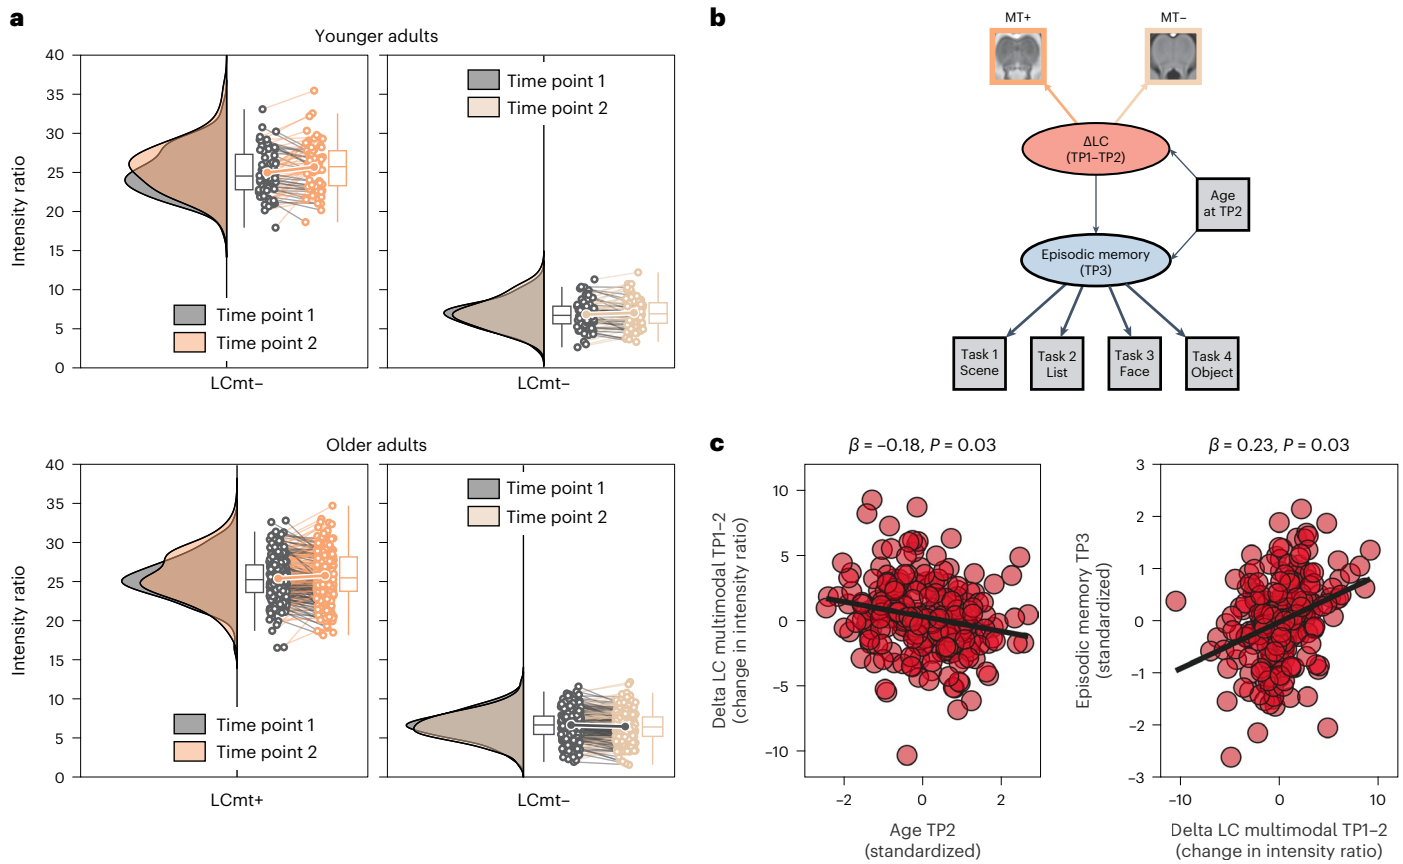 a
Younger adults
Intensity ratio
40
35
30
25
20
15
10
5
0
Time point 1
Time point 2
LCmt–
Time point 1
Time point 2
LCmt–
Older adults
Intensity ratio
40
35
30
25
20
15
10
5
0
Time point 1
Time point 2
LCmt+
Time point 1
Time point 2
LCmt–
b
MT+
MT–
ΔLC
(TP1–TP2)
Age
at TP2
Episodic memory
(TP3)
Task 1
Scene
Task 2
List
Task 3
Face
Task 4
Object
c
β = –0.18, P = 0.03
Delta LC multimodal TP1–2
(change in intensity ratio)
10
5
0
–5
–10
–2
0
2
Age TP2
(standardized)
β = 0.23, P = 0.03
Episodic memory TP3
(standardized)
3
2
1
0
–1
–2
–3
–10
0
10
Delta LC multimodal TP1–2
(change in intensity ratio)